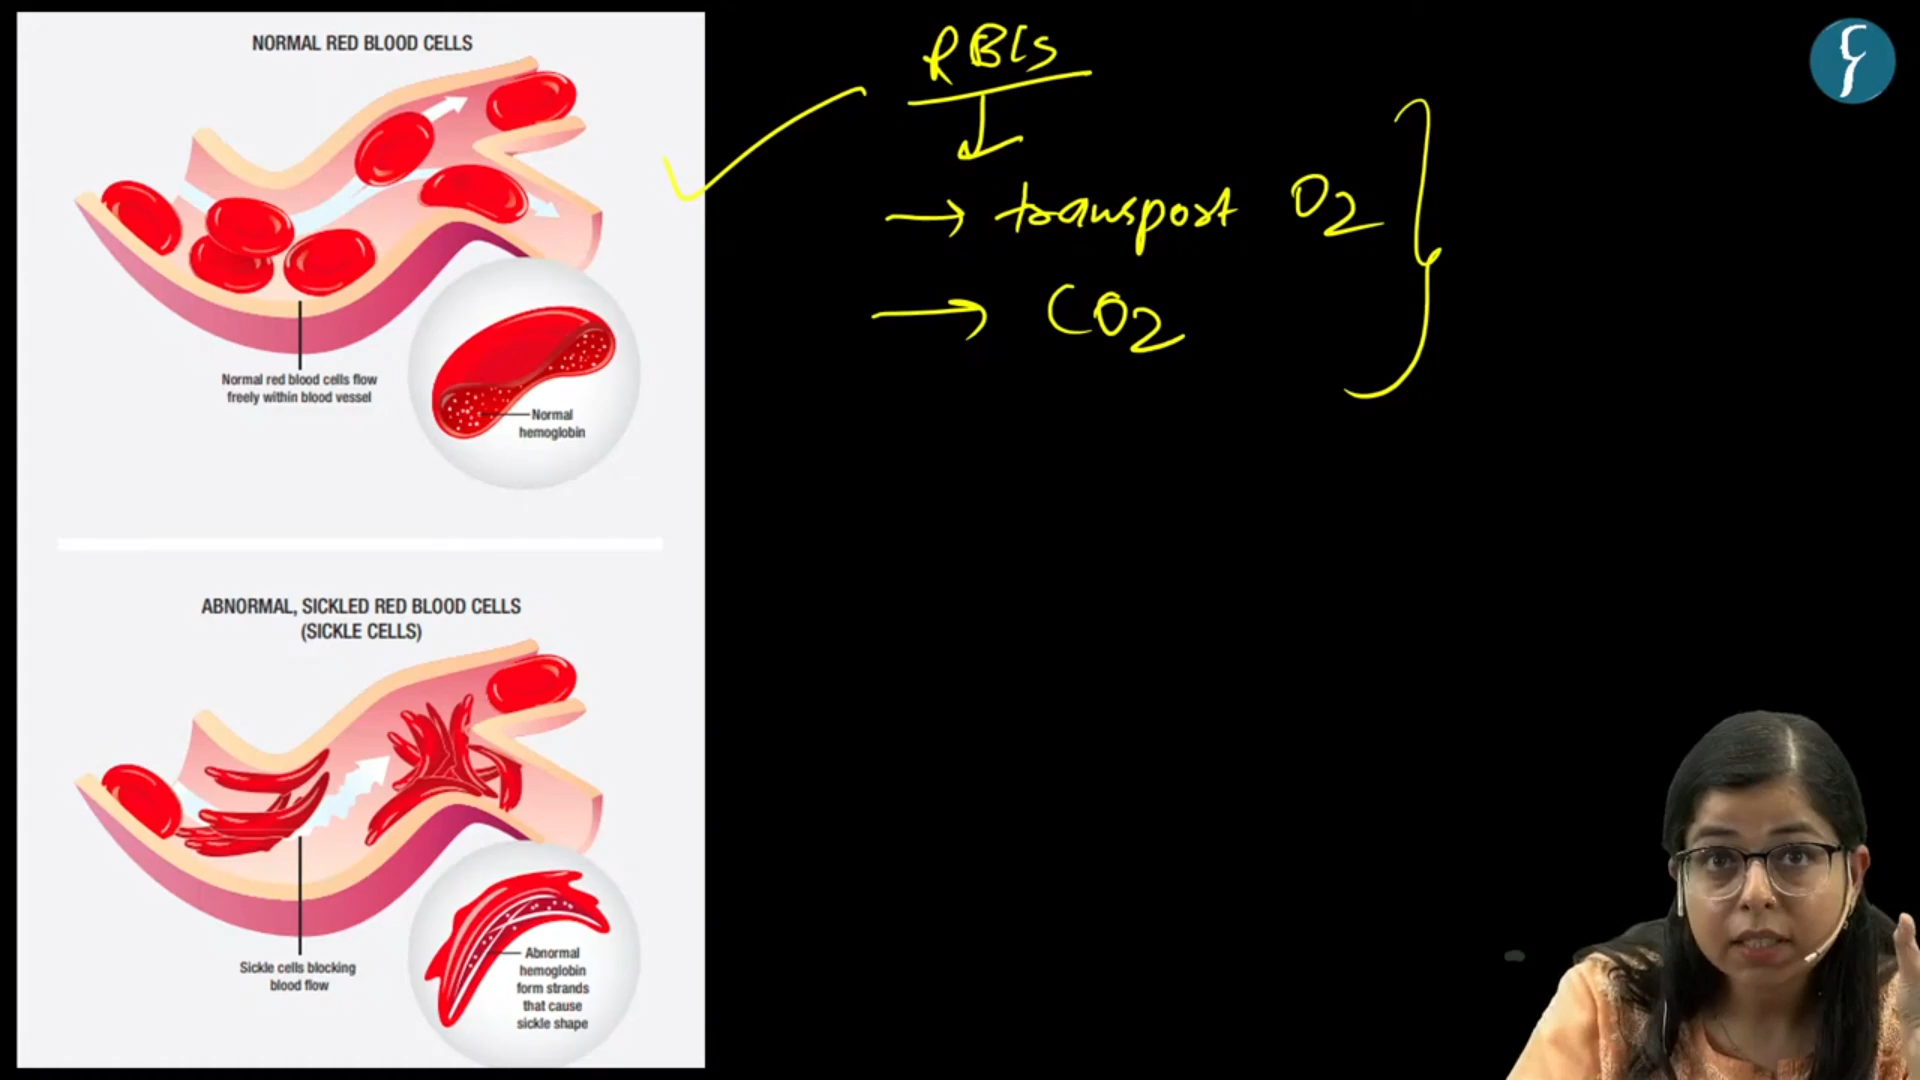 NORMAL RED BLOOD CELLS
Normal red blood cells flow
freely within blood vessel
Normal
hemoglobin
ABNORMAL, SICKLED RED BLOOD CELLS
(SICKLE CELLS)
Sickle cells blocking
blood flow
Abnormal
hemoglobin
form strands
that cause
sickle shape
RBCs
→ transport O2
→ CO2